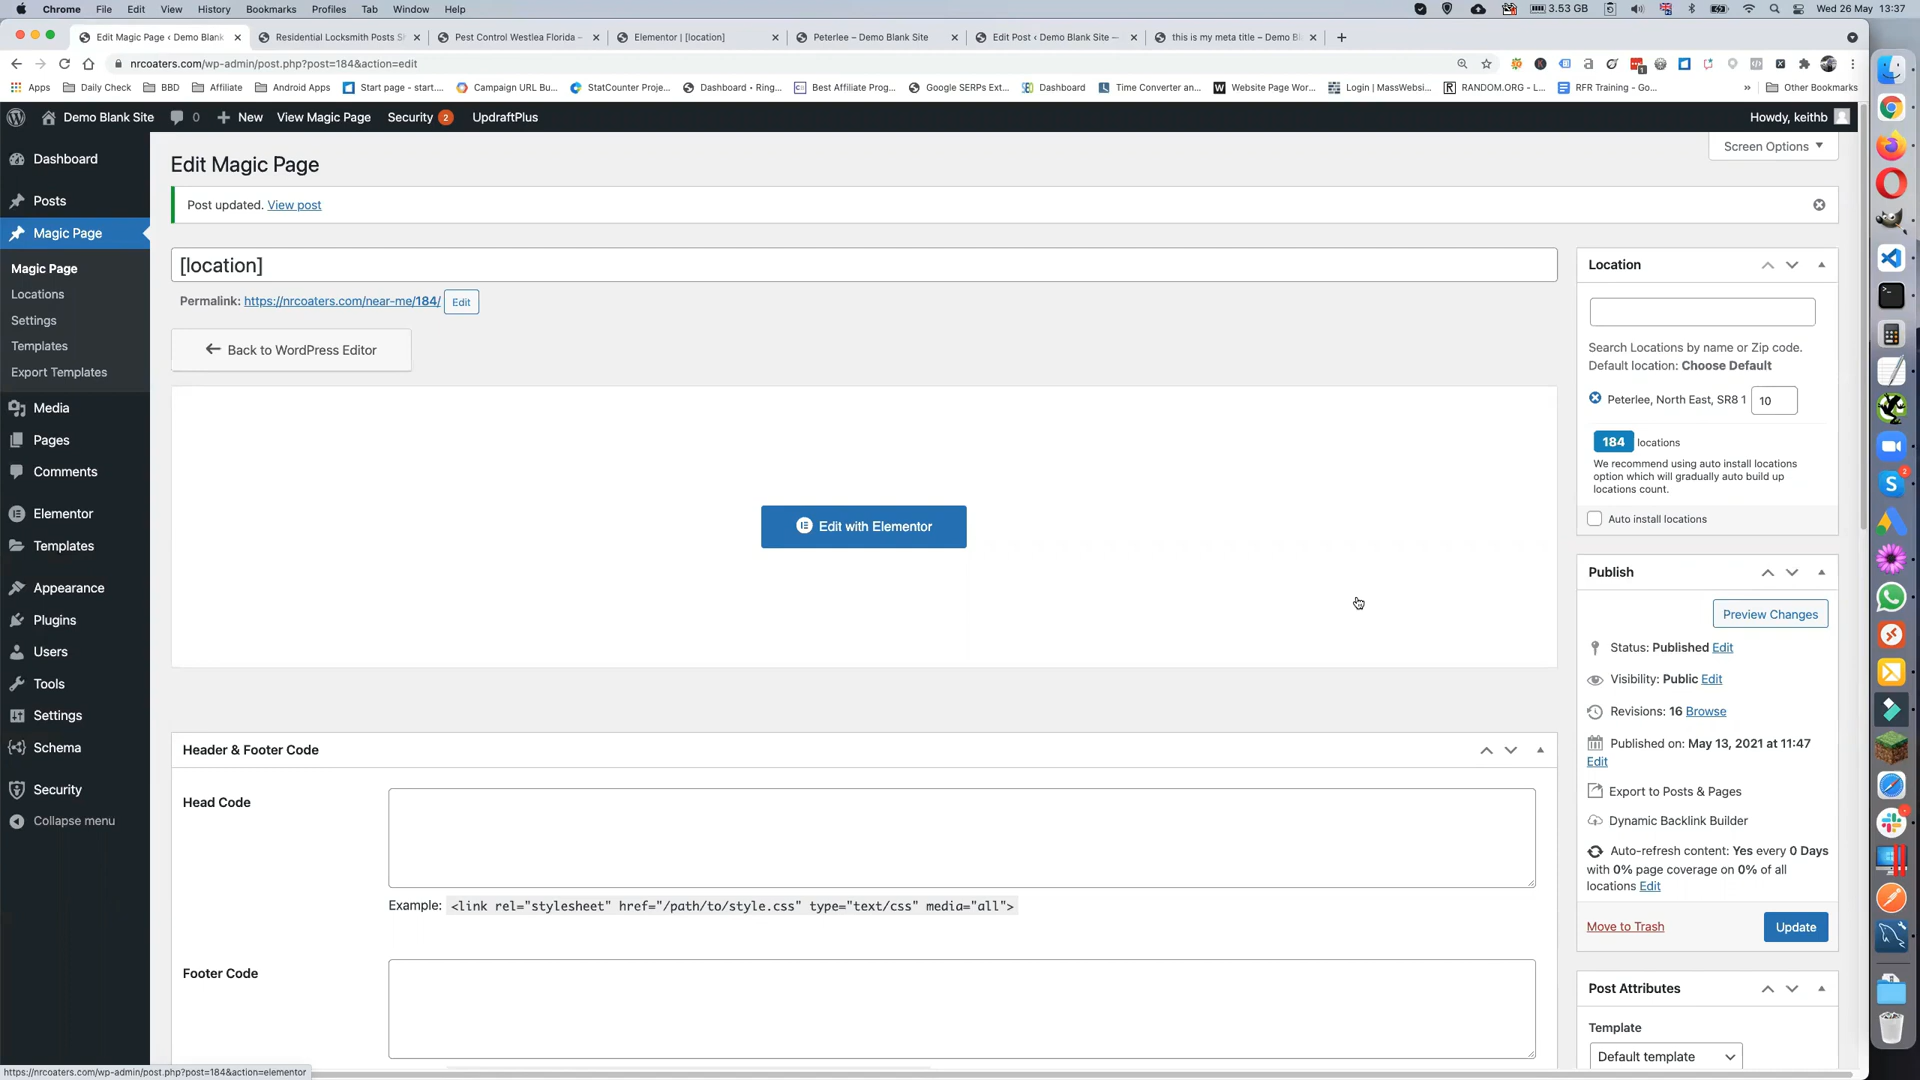 Chrome File Edit View History Bookmarks Profiles Tab Window Help 3.53 GB Wed 26 May 13:37
Edit Magic Page ‹ Demo Blank Residential Locksmith Posts S Pest Control Westlea Florida – Elementor | [location] Peterlee – Demo Blank Site Edit Post ‹ Demo Blank Site — this is my meta title – Demo Bl
nrcoaters.com/wp-admin/post.php?post=184&action=edit
Apps Daily Check BBD Affiliate Android Apps Start page - start.... Campaign URL Bu... StatCounter Proje... Dashboard • Ring... Best Affiliate Prog... Google SERPs Ext... Dashboard Time Converter an... Website Page Wor... Login | MassWebsi... RANDOM.ORG - L... RFR Training - Go... » Other Bookmarks
Demo Blank Site 0 New View Magic Page Security 2 UpdraftPlus Howdy, keithb
Screen Options
Dashboard
Posts
Magic Page
Magic Page
Locations
Settings
Templates
Export Templates
Media
Pages
Comments
Elementor
Templates
Appearance
Plugins
Users
Tools
Settings
Schema
Security
Collapse menu
Edit Magic Page
Post updated. View post
[location]
Permalink: https://nrcoaters.com/near-me/184/ Edit
Back to WordPress Editor
Edit with Elementor
Header & Footer Code
Head Code
Example: <link rel="stylesheet" href="/path/to/style.css" type="text/css" media="all">
Footer Code
Location
Search Locations by name or Zip code.
Default location: Choose Default
Peterlee, North East, SR8 1 10
184 locations
We recommend using auto install locations
option which will gradually auto build up
locations count.
Auto install locations
Publish
Preview Changes
Status: Published Edit
Visibility: Public Edit
Revisions: 16 Browse
Published on: May 13, 2021 at 11:47
Edit
Export to Posts & Pages
Dynamic Backlink Builder
Auto-refresh content: Yes every 0 Days
with 0% page coverage on 0% of all
locations Edit
Move to Trash Update
Post Attributes
Template
Default template
https://nrcoaters.com/wp-admin/post.php?post=184&action=elementor